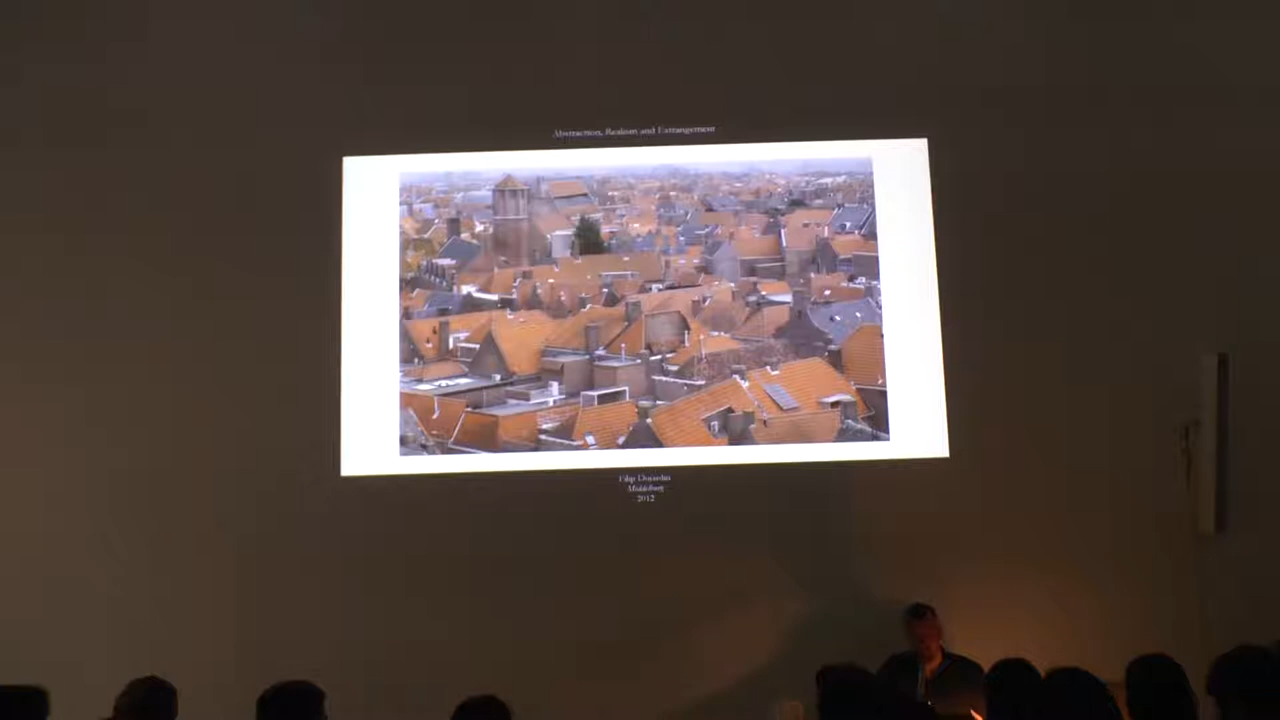 Abstraction, Realism and Estrangement
Filip Dujardin
Middelburg
2012